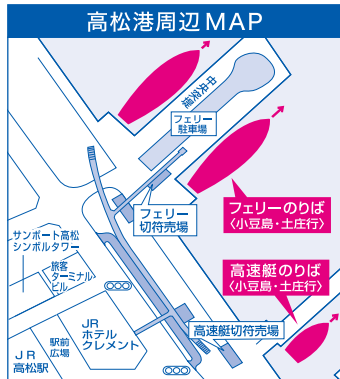 高松港周辺MAP
中央突堤
フェリー
駐車場
フェリー
切符売場
フェリーのりば
〈小豆島・土庄行〉
サンポート高松
シンボルタワー
旅客
ターミナル
ビル
高速艇のりば
〈小豆島・土庄行〉
高速艇切符売場
JR
ホテル
クレメント
駅前
広場
JR
高松駅